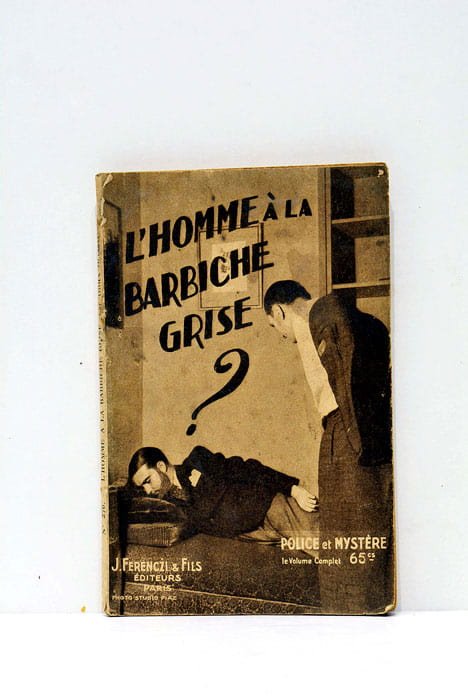 L'HOMME À LA
BARBICHE
GRISE
?
POLICE et MYSTÈRE
le Volume Complet 65cs
J. FERENCZI & FILS
ÉDITEURS
PARIS
PHOTO STUDIO PIAZ
N° 270. L'HOMME A LA BARBICHE